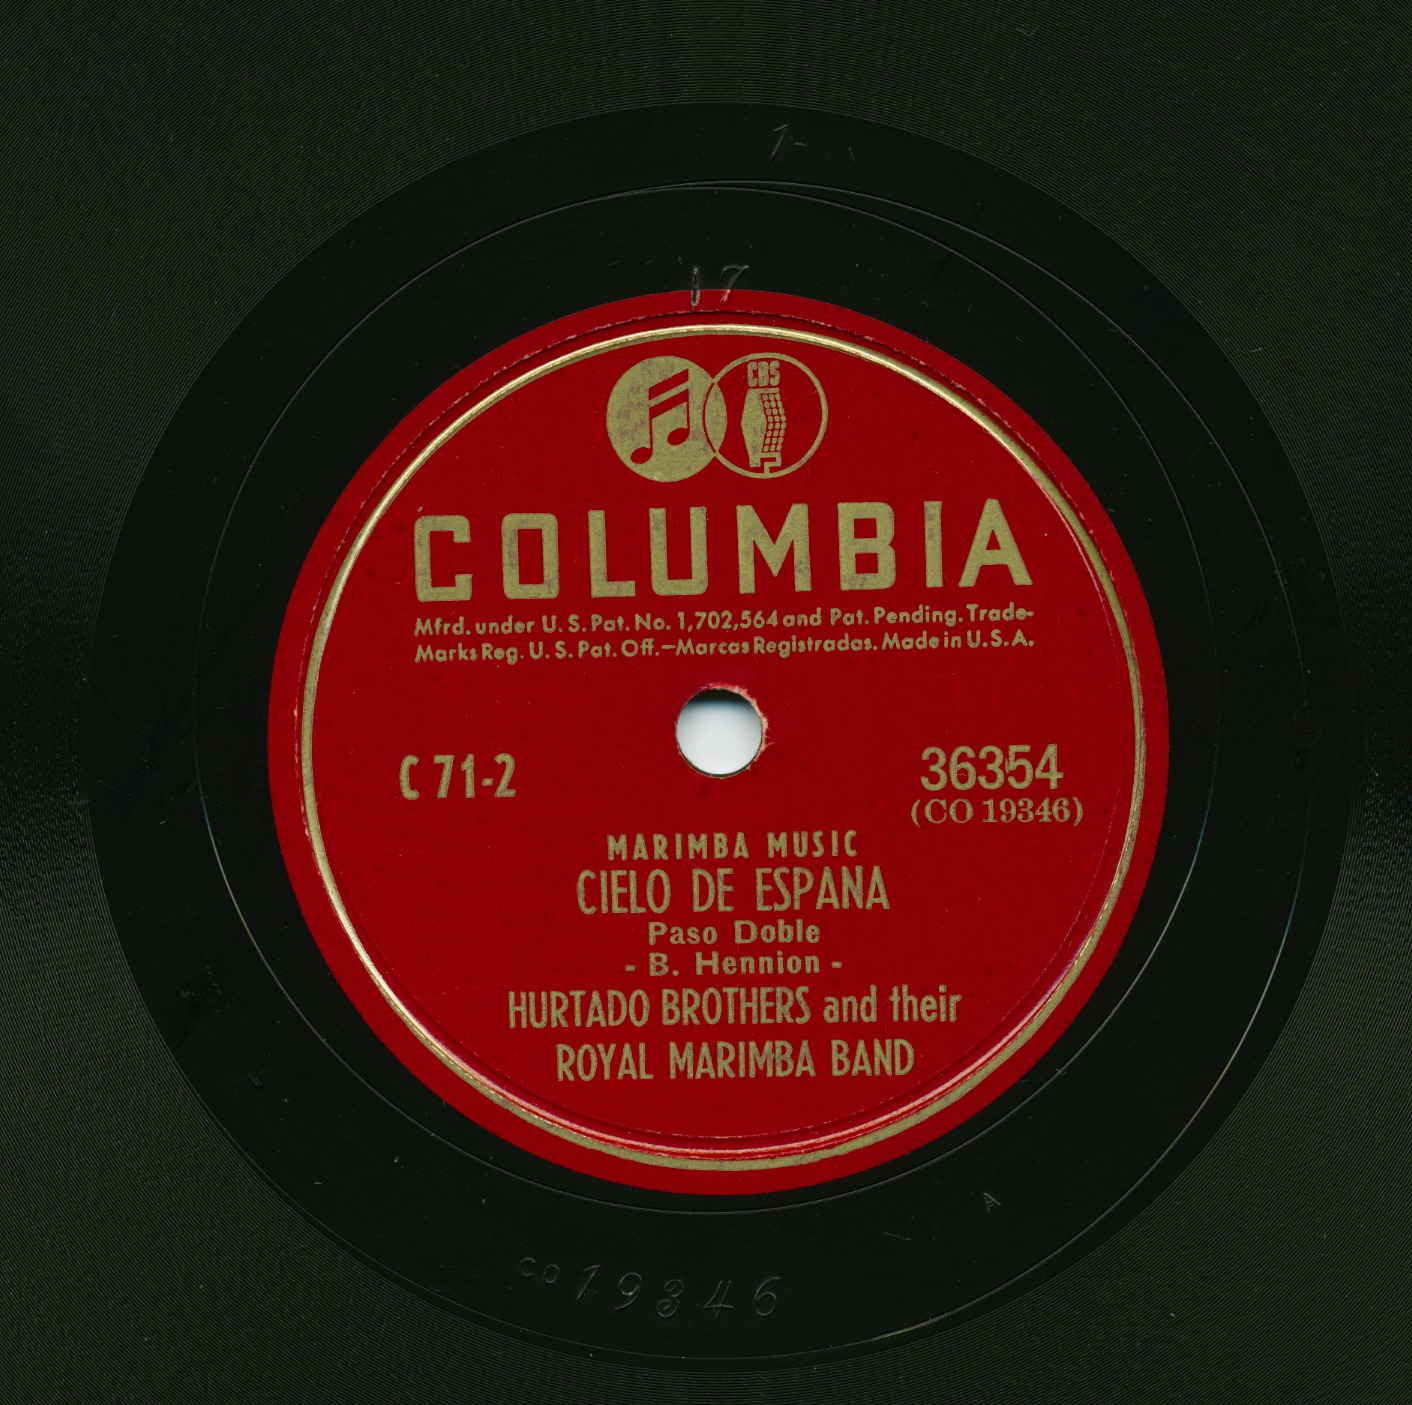 1-
17
CBS
COLUMBIA
Mfrd. under U. S. Pat. No. 1,702,564 and Pat. Pending. Trade-
Marks Reg. U. S. Pat. Off.—Marcas Registradas. Made in U.S.A.
C 71-2
36354
(CO 19346)
MARIMBA MUSIC
CIELO DE ESPANA
Paso Doble
- B. Hennion -
HURTADO BROTHERS and their
ROYAL MARIMBA BAND
A
CO 19346